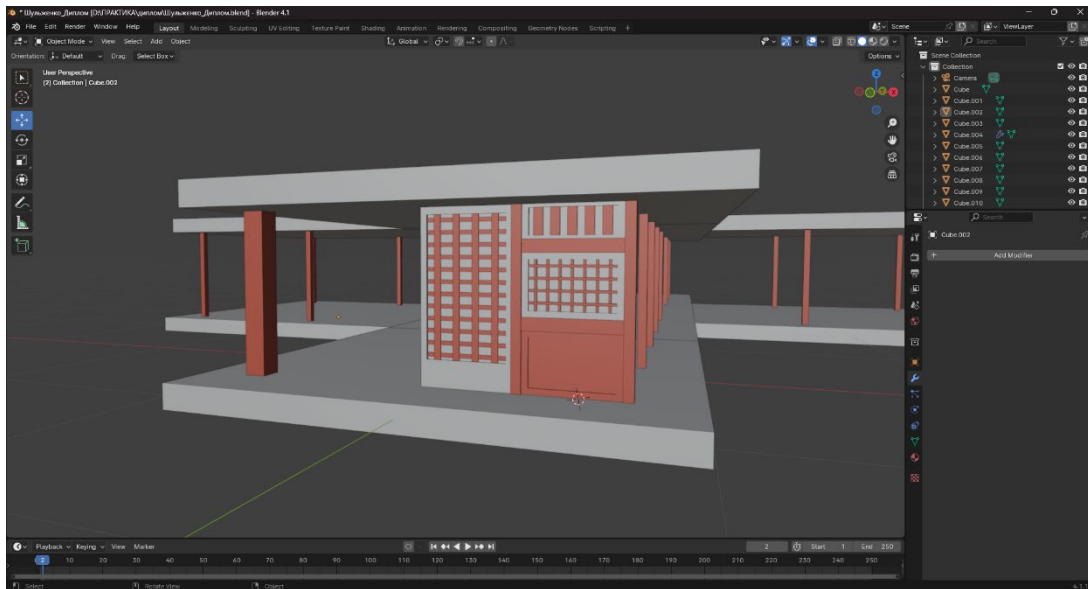 * Шульженко_Диплом [D:\ПРАКТИКА\диплом\Шульженко_Диплом.blend] - Blender 4.1
File Edit Render Window Help Layout Modeling Sculpting UV Editing Texture Paint Shading Animation Rendering Compositing Geometry Nodes Scripting + Scene ViewLayer
Object Mode View Select Add Object Global Search
Orientation: Default Drag: Select Box Options Scene Collection
User Perspective
(2) Collection | Cube.002
Z
Y
X
Collection
Camera
Cube
Cube.001
Cube.002
Cube.003
Cube.004
Cube.005
Cube.006
Cube.007
Cube.008
Cube.009
Cube.010
Search
Cube.002
+ Add Modifier
Playback Keying View Marker 2 Start 1 End 250
2 10 20 30 40 50 60 70 80 90 100 110 120 130 140 150 160 170 180 190 200 210 220 230 240 250
Select Rotate View Object 4.1.1